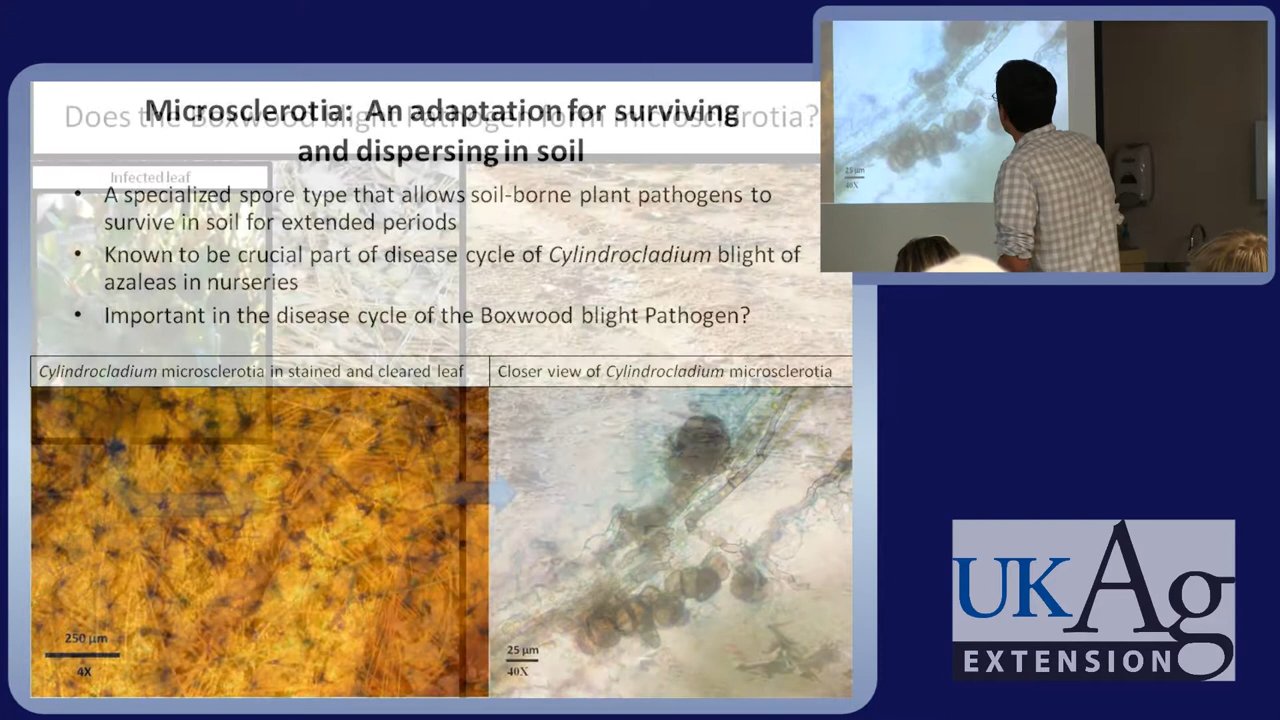 Does the Boxwood blight Pathogen form microsclerotia?
Microsclerotia: An adaptation for surviving
and dispersing in soil
Infected leaf
• A specialized spore type that allows soil-borne plant pathogens to
survive in soil for extended periods
• Known to be crucial part of disease cycle of Cylindrocladium blight of
azaleas in nurseries
• Important in the disease cycle of the Boxwood blight Pathogen?
Cylindrocladium microsclerotia in stained and cleared leaf
Closer view of Cylindrocladium microsclerotia
250 µm
4X
25 µm
40X
25 µm
40X
UK Ag
EXTENSION